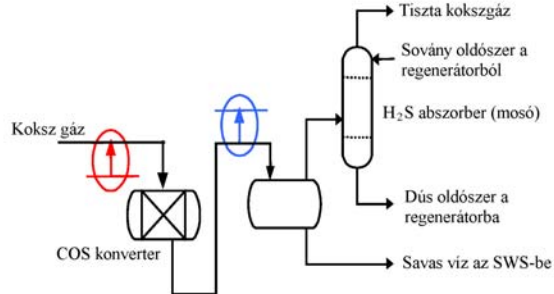 Tiszta kokszgáz
Sovány oldószer a
regenerátorból
H₂S abszorber (mosó)
Koksz gáz
Dús oldószer a
regenerátorba
COS konverter
Savas víz az SWS-be